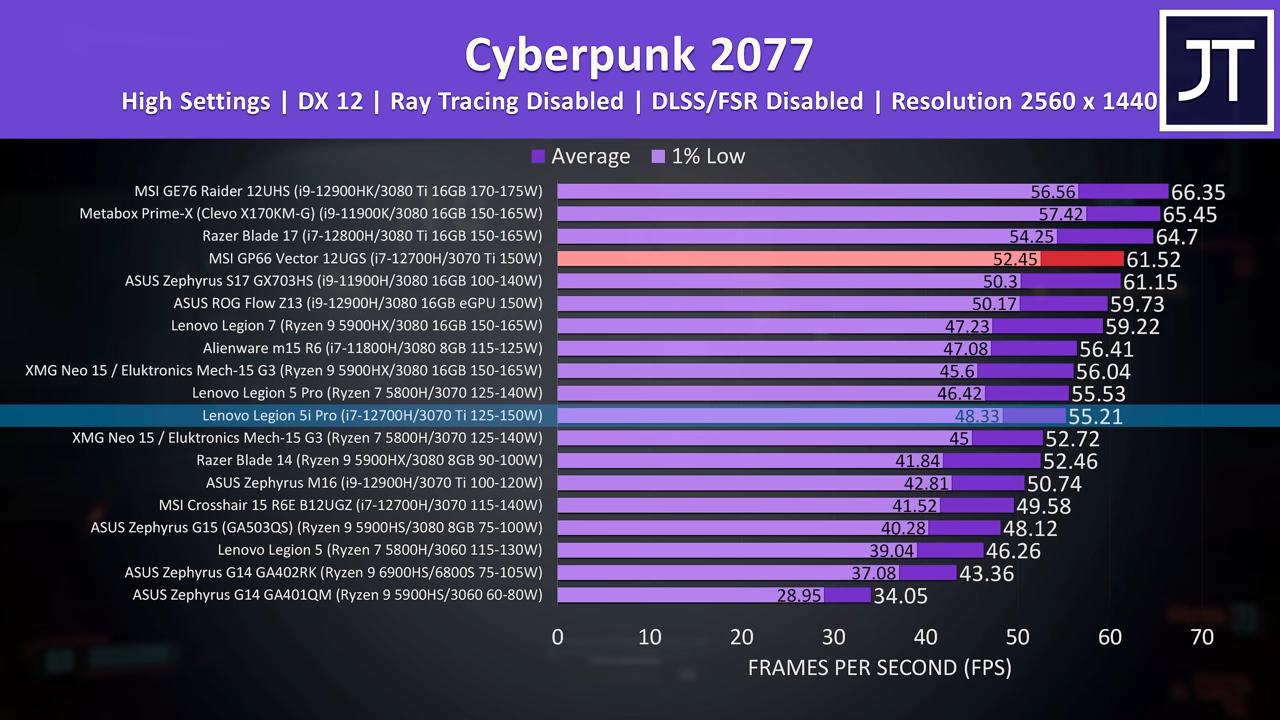 Cyberpunk 2077
JT
High Settings | DX 12 | Ray Tracing Disabled | DLSS/FSR Disabled | Resolution 2560 x 1440
Average 1% Low
MSI GE76 Raider 12UHS (i9-12900HK/3080 Ti 16GB 170-175W) 56.56 66.35
Metabox Prime-X (Clevo X170KM-G) (i9-11900K/3080 16GB 150-165W) 57.42 65.45
Razer Blade 17 (i7-12800H/3080 Ti 16GB 150-165W) 54.25 64.7
MSI GP66 Vector 12UGS (i7-12700H/3070 Ti 150W) 52.45 61.52
ASUS Zephyrus S17 GX703HS (i9-11900H/3080 16GB 100-140W) 50.3 61.15
ASUS ROG Flow Z13 (i9-12900H/3080 16GB eGPU 150W) 50.17 59.73
Lenovo Legion 7 (Ryzen 9 5900HX/3080 16GB 150-165W) 47.23 59.22
Alienware m15 R6 (i7-11800H/3080 8GB 115-125W) 47.08 56.41
XMG Neo 15 / Eluktronics Mech-15 G3 (Ryzen 9 5900HX/3080 16GB 150-165W) 45.6 56.04
Lenovo Legion 5 Pro (Ryzen 7 5800H/3070 125-140W) 46.42 55.53
Lenovo Legion 5i Pro (i7-12700H/3070 Ti 125-150W) 48.33 55.21
XMG Neo 15 / Eluktronics Mech-15 G3 (Ryzen 7 5800H/3070 125-140W) 45 52.72
Razer Blade 14 (Ryzen 9 5900HX/3080 8GB 90-100W) 41.84 52.46
ASUS Zephyrus M16 (i9-12900H/3070 Ti 100-120W) 42.81 50.74
MSI Crosshair 15 R6E B12UGZ (i7-12700H/3070 115-140W) 41.52 49.58
ASUS Zephyrus G15 (GA503QS) (Ryzen 9 5900HS/3080 8GB 75-100W) 40.28 48.12
Lenovo Legion 5 (Ryzen 7 5800H/3060 115-130W) 39.04 46.26
ASUS Zephyrus G14 GA402RK (Ryzen 9 6900HS/6800S 75-105W) 37.08 43.36
ASUS Zephyrus G14 GA401QM (Ryzen 9 5900HS/3060 60-80W) 28.95 34.05
0 10 20 30 40 50 60 70
FRAMES PER SECOND (FPS)